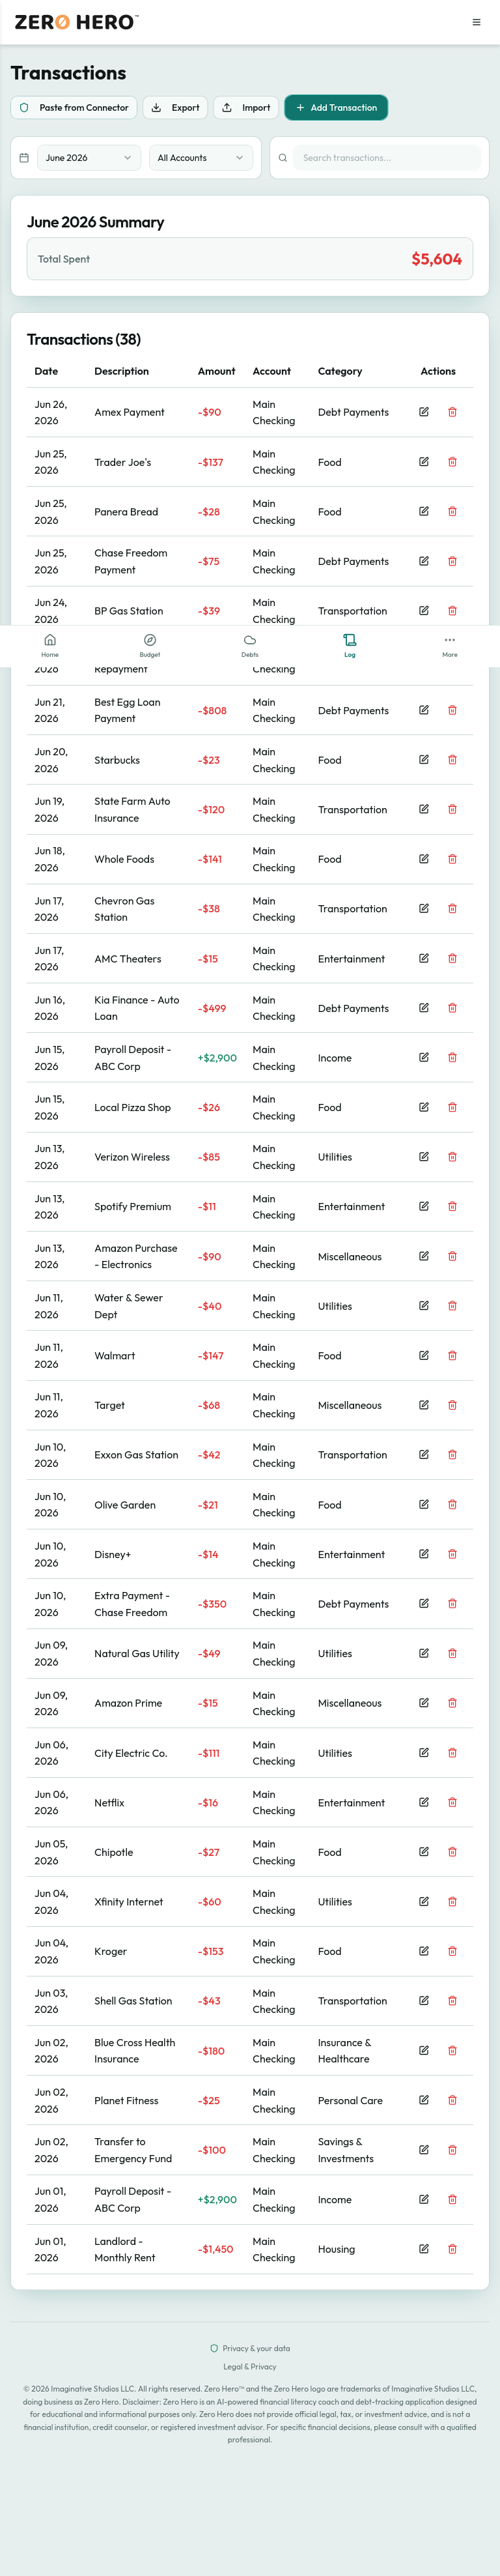 ZERO HERO™
Transactions
Paste from Connector
Export
Import
Add Transaction
June 2026
All Accounts
Search transactions...
June 2026 Summary
Total Spent
$5,604
Transactions (38)
Date Description Amount Account Category Actions
Jun 26, 2026 Amex Payment -$90 Main Checking Debt Payments
Jun 25, 2026 Trader Joe's -$137 Main Checking Food
Jun 25, 2026 Panera Bread -$28 Main Checking Food
Jun 25, 2026 Chase Freedom Payment -$75 Main Checking Debt Payments
Jun 24, 2026 BP Gas Station -$39 Main Checking Transportation
Home
Budget
Debts
Log
More
2026 Repayment Checking
Jun 21, 2026 Best Egg Loan Payment -$808 Main Checking Debt Payments
Jun 20, 2026 Starbucks -$23 Main Checking Food
Jun 19, 2026 State Farm Auto Insurance -$120 Main Checking Transportation
Jun 18, 2026 Whole Foods -$141 Main Checking Food
Jun 17, 2026 Chevron Gas Station -$38 Main Checking Transportation
Jun 17, 2026 AMC Theaters -$15 Main Checking Entertainment
Jun 16, 2026 Kia Finance - Auto Loan -$499 Main Checking Debt Payments
Jun 15, 2026 Payroll Deposit - ABC Corp +$2,900 Main Checking Income
Jun 15, 2026 Local Pizza Shop -$26 Main Checking Food
Jun 13, 2026 Verizon Wireless -$85 Main Checking Utilities
Jun 13, 2026 Spotify Premium -$11 Main Checking Entertainment
Jun 13, 2026 Amazon Purchase - Electronics -$90 Main Checking Miscellaneous
Jun 11, 2026 Water & Sewer Dept -$40 Main Checking Utilities
Jun 11, 2026 Walmart -$147 Main Checking Food
Jun 11, 2026 Target -$68 Main Checking Miscellaneous
Jun 10, 2026 Exxon Gas Station -$42 Main Checking Transportation
Jun 10, 2026 Olive Garden -$21 Main Checking Food
Jun 10, 2026 Disney+ -$14 Main Checking Entertainment
Jun 10, 2026 Extra Payment - Chase Freedom -$350 Main Checking Debt Payments
Jun 09, 2026 Natural Gas Utility -$49 Main Checking Utilities
Jun 09, 2026 Amazon Prime -$15 Main Checking Miscellaneous
Jun 06, 2026 City Electric Co. -$111 Main Checking Utilities
Jun 06, 2026 Netflix -$16 Main Checking Entertainment
Jun 05, 2026 Chipotle -$27 Main Checking Food
Jun 04, 2026 Xfinity Internet -$60 Main Checking Utilities
Jun 04, 2026 Kroger -$153 Main Checking Food
Jun 03, 2026 Shell Gas Station -$43 Main Checking Transportation
Jun 02, 2026 Blue Cross Health Insurance -$180 Main Checking Insurance & Healthcare
Jun 02, 2026 Planet Fitness -$25 Main Checking Personal Care
Jun 02, 2026 Transfer to Emergency Fund -$100 Main Checking Savings & Investments
Jun 01, 2026 Payroll Deposit - ABC Corp +$2,900 Main Checking Income
Jun 01, 2026 Landlord - Monthly Rent -$1,450 Main Checking Housing
Privacy & your data
Legal & Privacy
© 2026 Imaginative Studios LLC. All rights reserved. Zero Hero™ and the Zero Hero logo are trademarks of Imaginative Studios LLC,
doing business as Zero Hero. Disclaimer: Zero Hero is an AI-powered financial literacy coach and debt-tracking application designed
for educational and informational purposes only. Zero Hero does not provide official legal, tax, or investment advice, and is not a
financial institution, credit counselor, or registered investment advisor. For specific financial decisions, please consult with a qualified
professional.